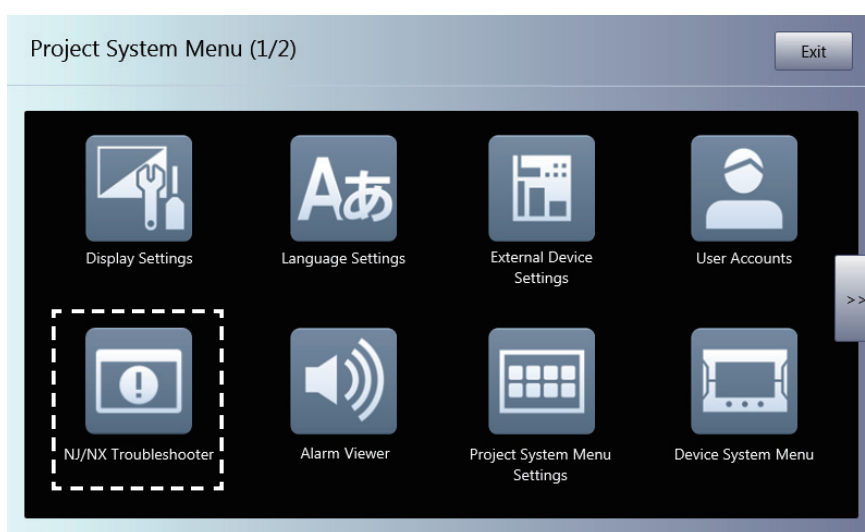 Project System Menu (1/2)
Exit
Aあ
Display Settings
Language Settings
External Device
Settings
User Accounts
>>
NJ/NX Troubleshooter
Alarm Viewer
Project System Menu
Settings
Device System Menu